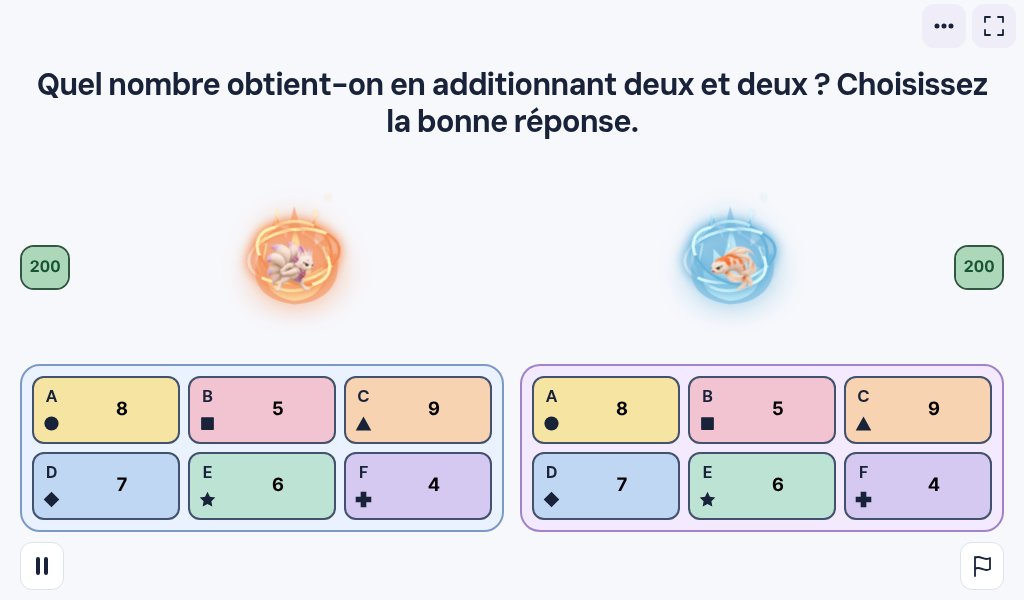 Quel nombre obtient-on en additionnant deux et deux ? Choisissez
la bonne réponse.
200
200
A
8
B
5
C
9
D
7
E
6
F
4
A
8
B
5
C
9
D
7
E
6
F
4